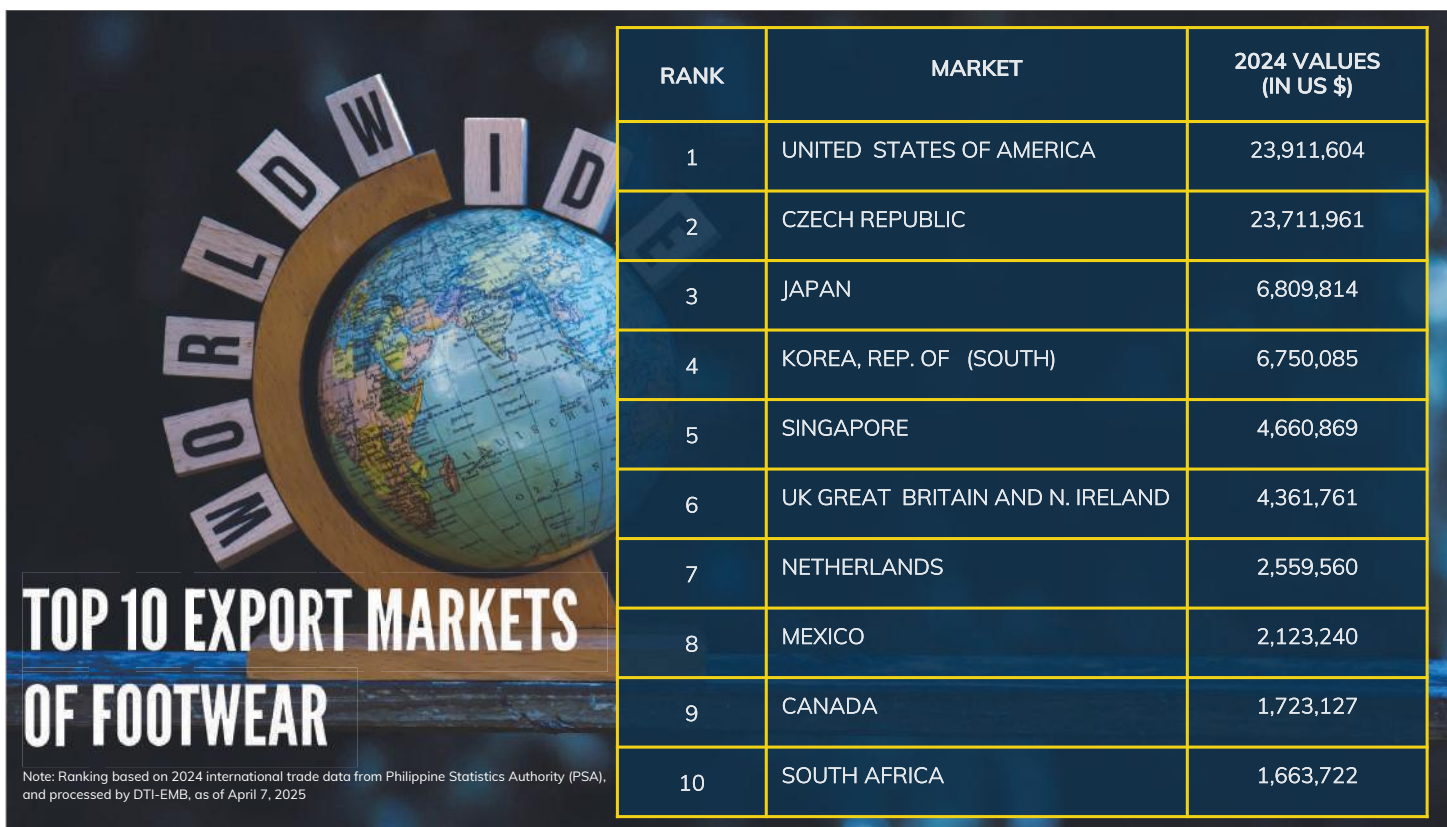 W
O
R
L
D
W
I
D
E
TOP 10 EXPORT MARKETS
OF FOOTWEAR
Note: Ranking based on 2024 international trade data from Philippine Statistics Authority (PSA),
and processed by DTI-EMB, as of April 7, 2025
RANK MARKET 2024 VALUES
(IN US $)
1 UNITED STATES OF AMERICA 23,911,604
2 CZECH REPUBLIC 23,711,961
3 JAPAN 6,809,814
4 KOREA, REP. OF (SOUTH) 6,750,085
5 SINGAPORE 4,660,869
6 UK GREAT BRITAIN AND N. IRELAND 4,361,761
7 NETHERLANDS 2,559,560
8 MEXICO 2,123,240
9 CANADA 1,723,127
10 SOUTH AFRICA 1,663,722